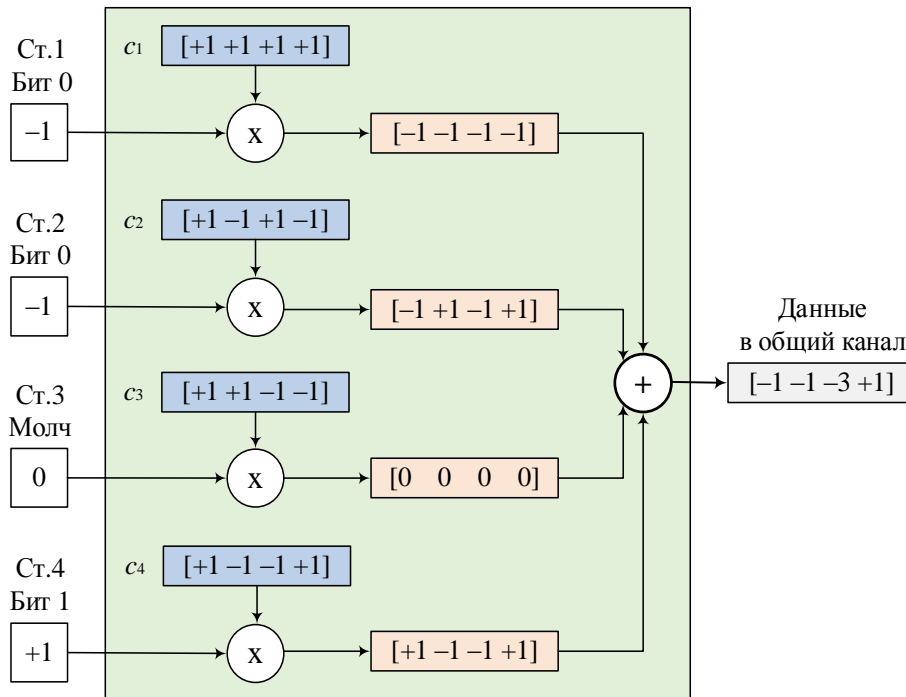 Ст.1
Бит 0
–1
c1
[+1 +1 +1 +1]
x
[–1 –1 –1 –1]
Ст.2
Бит 0
–1
c2
[+1 –1 +1 –1]
x
[–1 +1 –1 +1]
Ст.3
Молч
0
c3
[+1 +1 –1 –1]
x
[0 0 0 0]
Ст.4
Бит 1
+1
c4
[+1 –1 –1 +1]
x
[+1 –1 –1 +1]
+
Данные
в общий канал
[–1 –1 –3 +1]